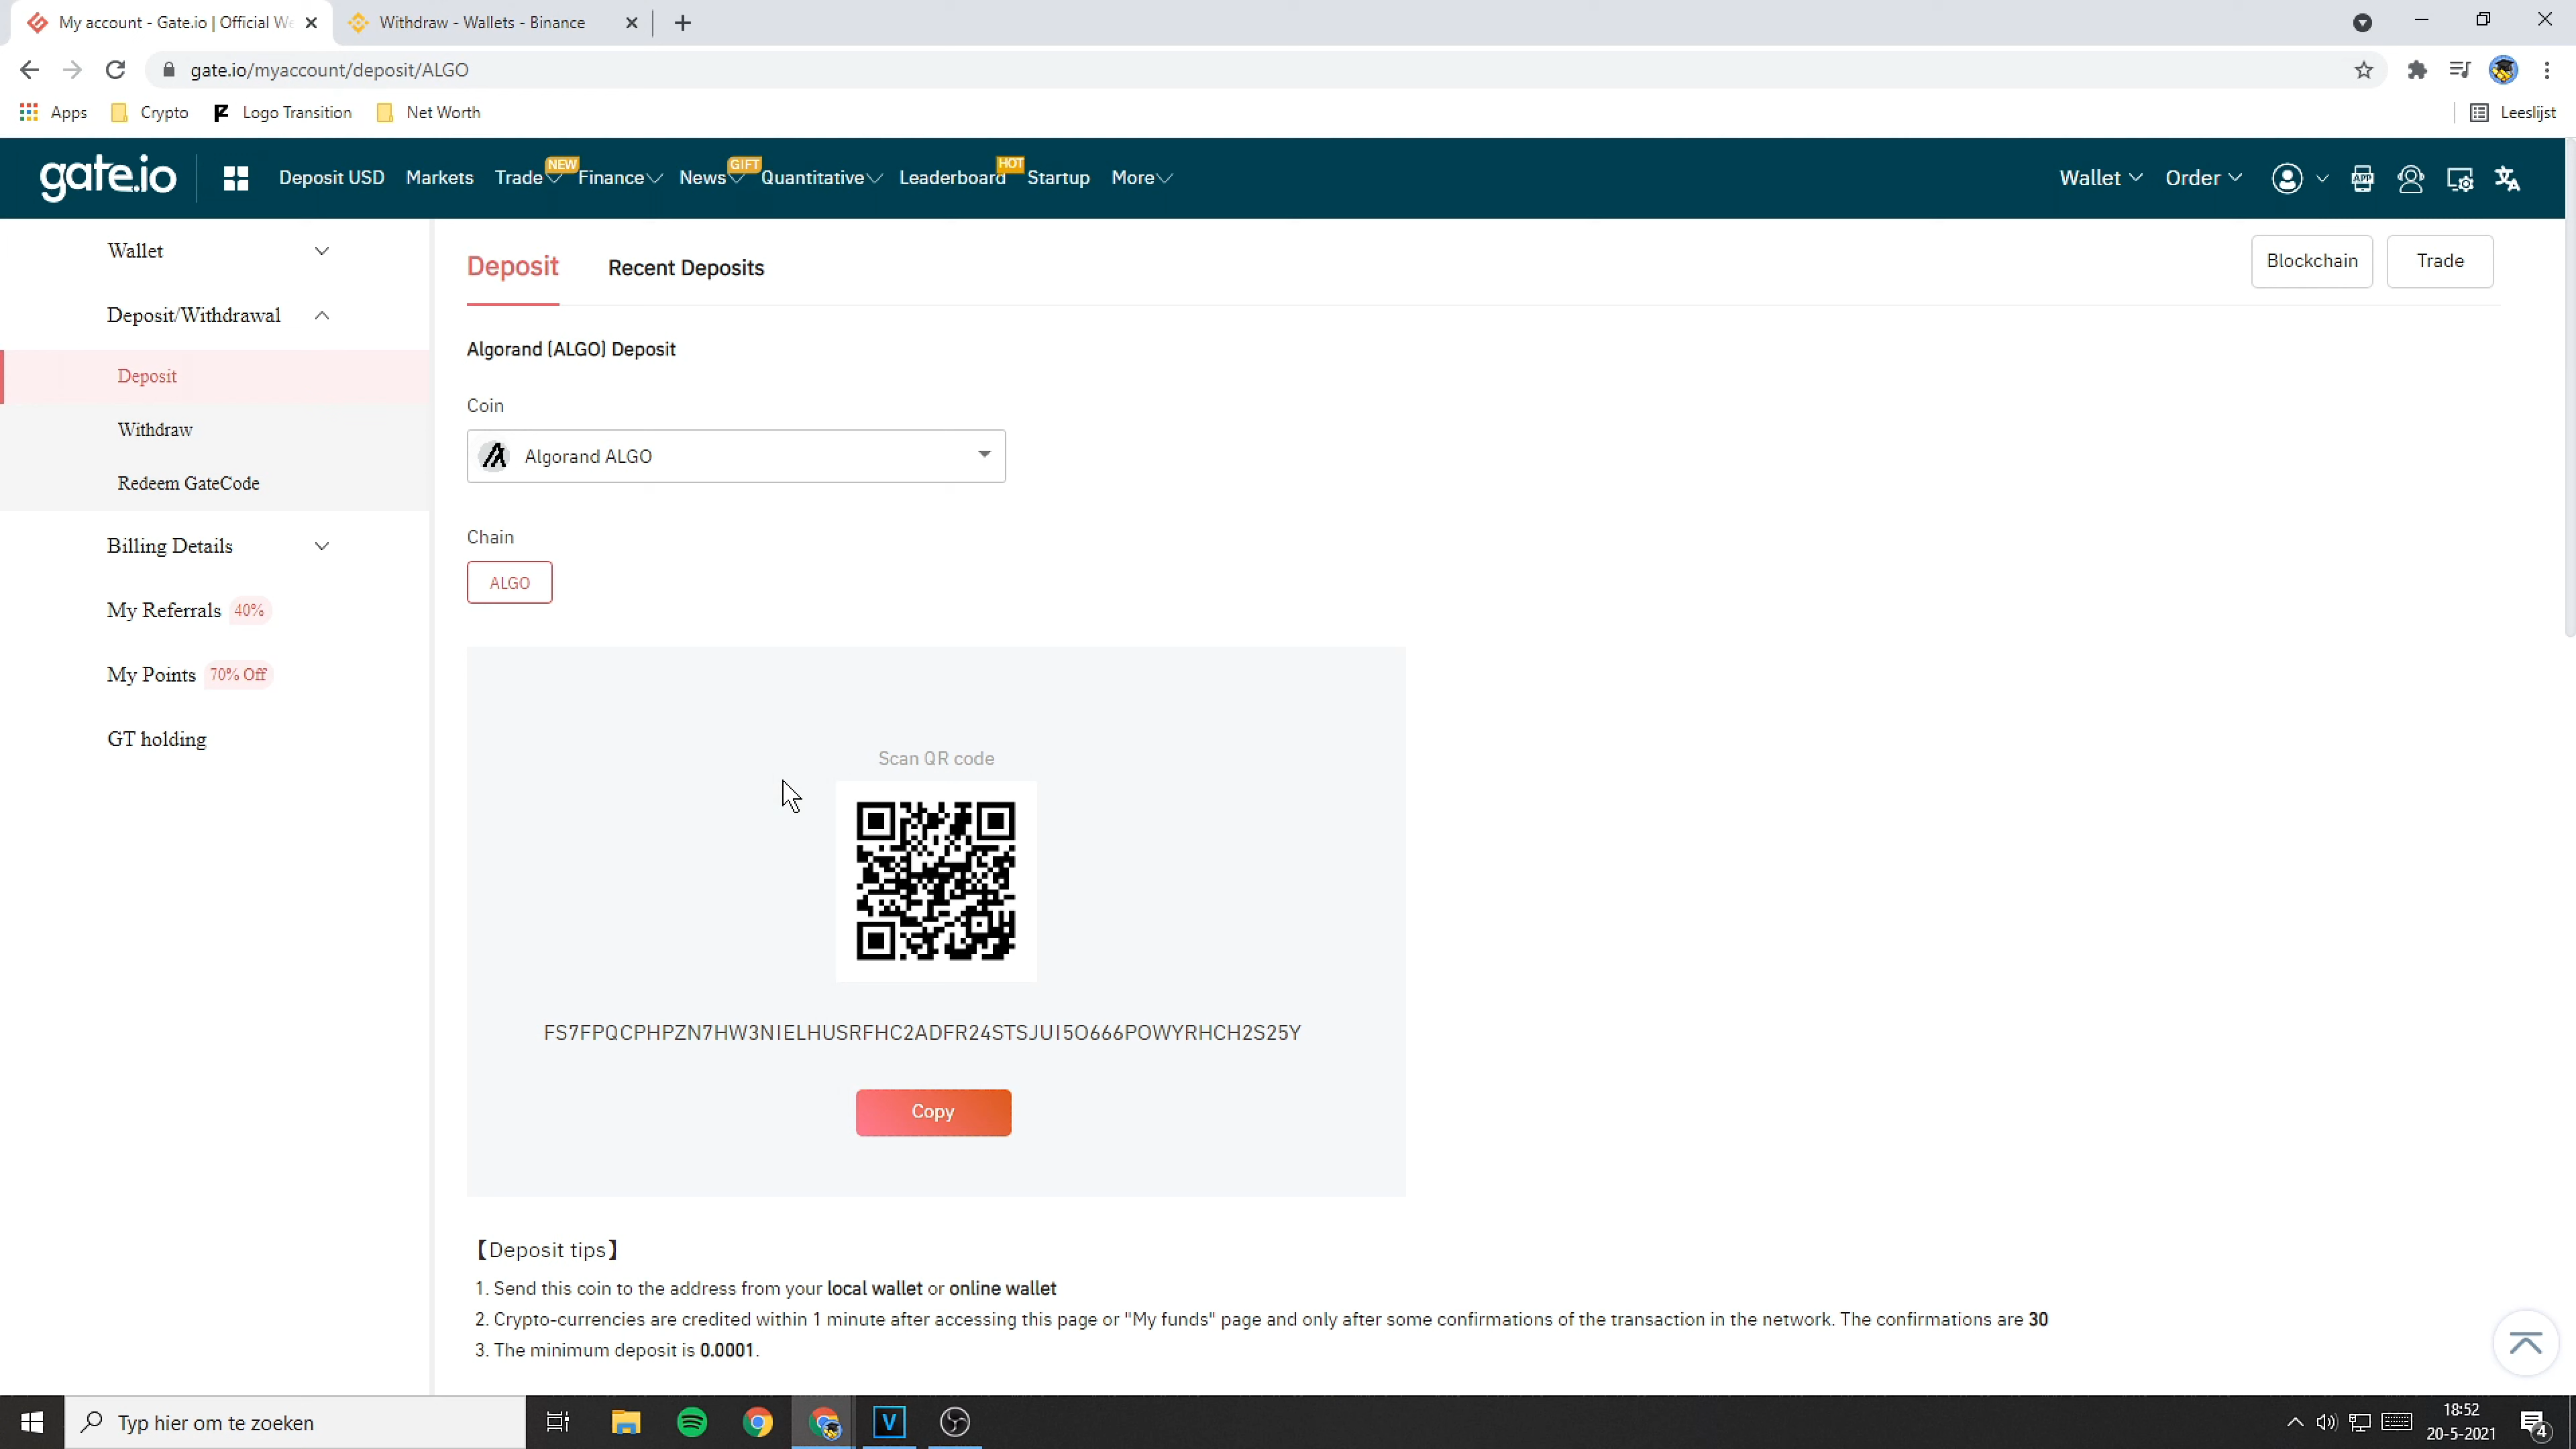 My account - Gate.io | Official We
Withdraw - Wallets - Binance
gate.io/myaccount/deposit/ALGO
Apps
Crypto
Logo Transition
Net Worth
Leeslijst
gate.io
Deposit USD
Markets
Trade
NEW
Finance
News
GIFT
Quantitative
Leaderboard
HOT
Startup
More
Wallet
Order
APP
Wallet
Deposit/Withdrawal
Deposit
Withdraw
Redeem GateCode
Billing Details
My Referrals 40%
My Points 70% Off
GT holding
Deposit
Recent Deposits
Blockchain
Trade
Algorand (ALGO) Deposit
Coin
Algorand ALGO
Chain
ALGO
Scan QR code
FS7FPQCPHPZN7HW3NIELHUSRFHC2ADFR24STSJUI5O666POWYRHCH2S25Y
Copy
【Deposit tips】
1. Send this coin to the address from your local wallet or online wallet
2. Crypto-currencies are credited within 1 minute after accessing this page or "My funds" page and only after some confirmations of the transaction in the network. The confirmations are 30
3. The minimum deposit is 0.0001.
Typ hier om te zoeken
V
18:52
20-5-2021
4